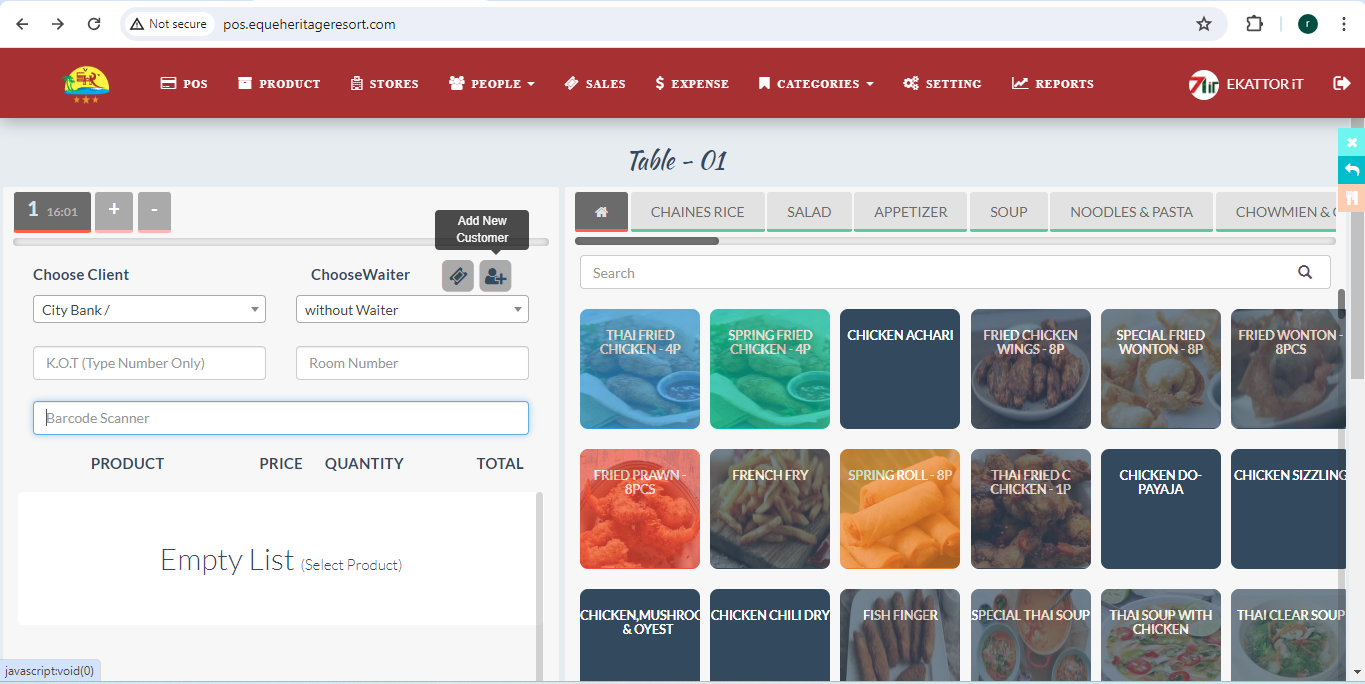 Not secure
pos.equeheritageresort.com
r
POS
PRODUCT
STORES
PEOPLE
SALES
$ EXPENSE
CATEGORIES
SETTING
REPORTS
EKATTOR iT
Table - 01
1 16:01
+
-
Add New
Customer
Choose Client
ChooseWaiter
City Bank /
without Waiter
K.O.T (Type Number Only)
Room Number
Barcode Scanner
PRODUCT
PRICE
QUANTITY
TOTAL
Empty List (Select Product)
javascript:void(0)
CHAINES RICE
SALAD
APPETIZER
SOUP
NOODLES & PASTA
CHOWMIEN &
Search
THAI FRIED
CHICKEN - 4P
SPRING FRIED
CHICKEN - 4P
CHICKEN ACHARI
FRIED CHICKEN
WINGS - 8P
SPECIAL FRIED
WONTON - 8P
FRIED WONTON -
8PCS
FRIED PRAWN -
8PCS
FRENCH FRY
SPRING ROLL - 8P
THAI FRIED C
CHICKEN - 1P
CHICKEN DO-
PAYAJA
CHICKEN SIZZLING
CHICKEN,MUSHROO
& OYEST
CHICKEN CHILI DRY
FISH FINGER
SPECIAL THAI SOUP
THAI SOUP WITH
CHICKEN
THAI CLEAR SOUP